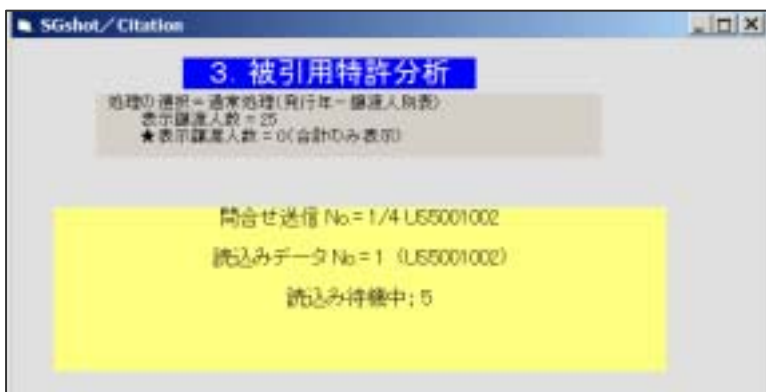 SGshot／Citation
3. 被引用特許分析
処理の選択＝通常処理(発行年－譲渡人別表)
表示譲渡人数＝25
★表示譲渡人数＝0(合計のみ表示)
問合せ送信 No.=1/4 US5001002
読込みデータ No=1 (US5001002)
読込み待機中; 5